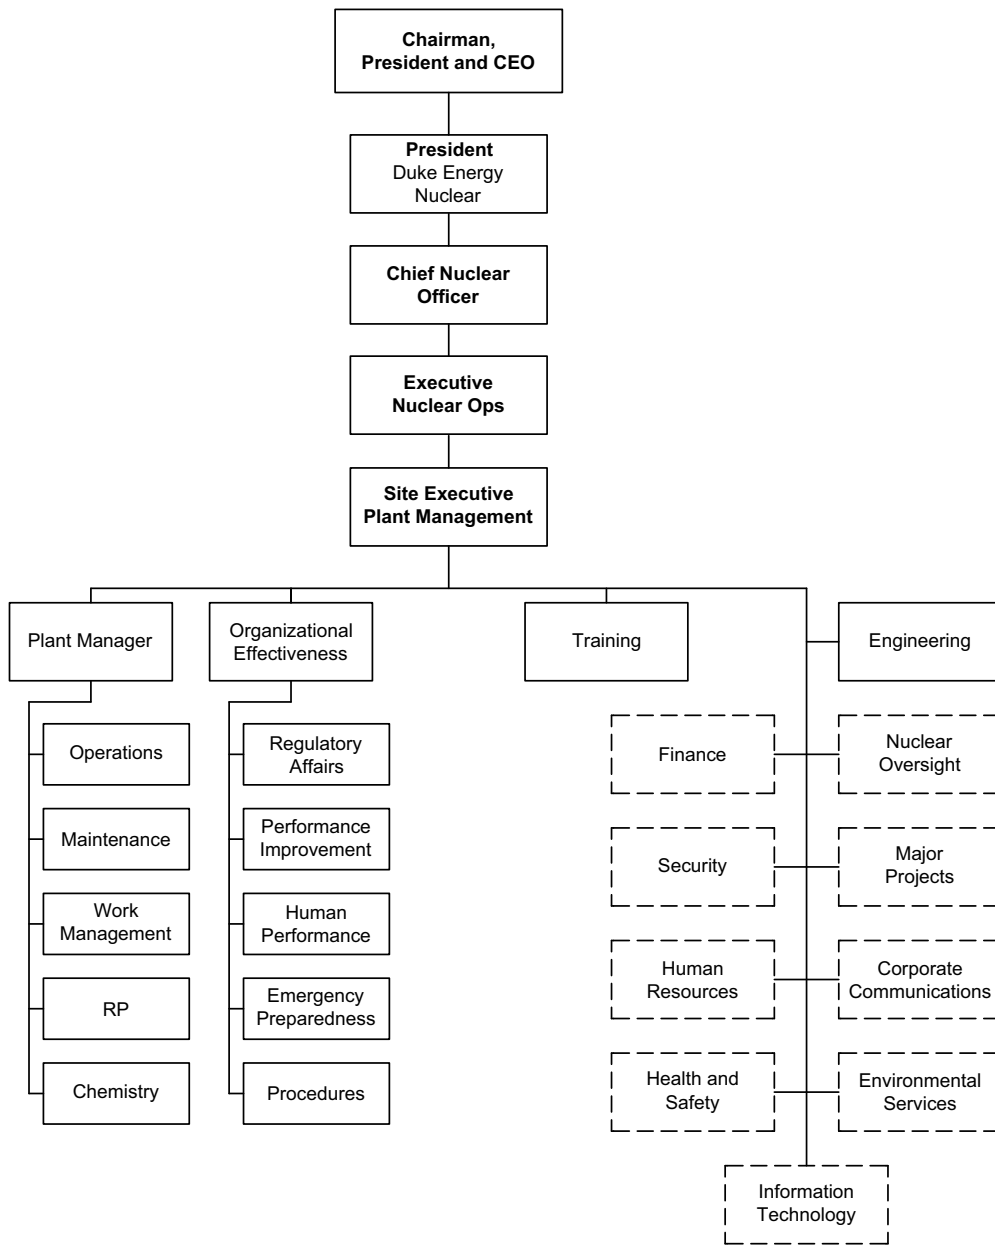 Chairman,
President and CEO
President
Duke Energy
Nuclear
Chief Nuclear
Officer
Executive
Nuclear Ops
Site Executive
Plant Management
Plant Manager
Organizational
Effectiveness
Training
Engineering
Operations
Maintenance
Work
Management
RP
Chemistry
Regulatory
Affairs
Performance
Improvement
Human
Performance
Emergency
Preparedness
Procedures
Finance
Nuclear
Oversight
Security
Major
Projects
Human
Resources
Corporate
Communications
Health and
Safety
Environmental
Services
Information
Technology